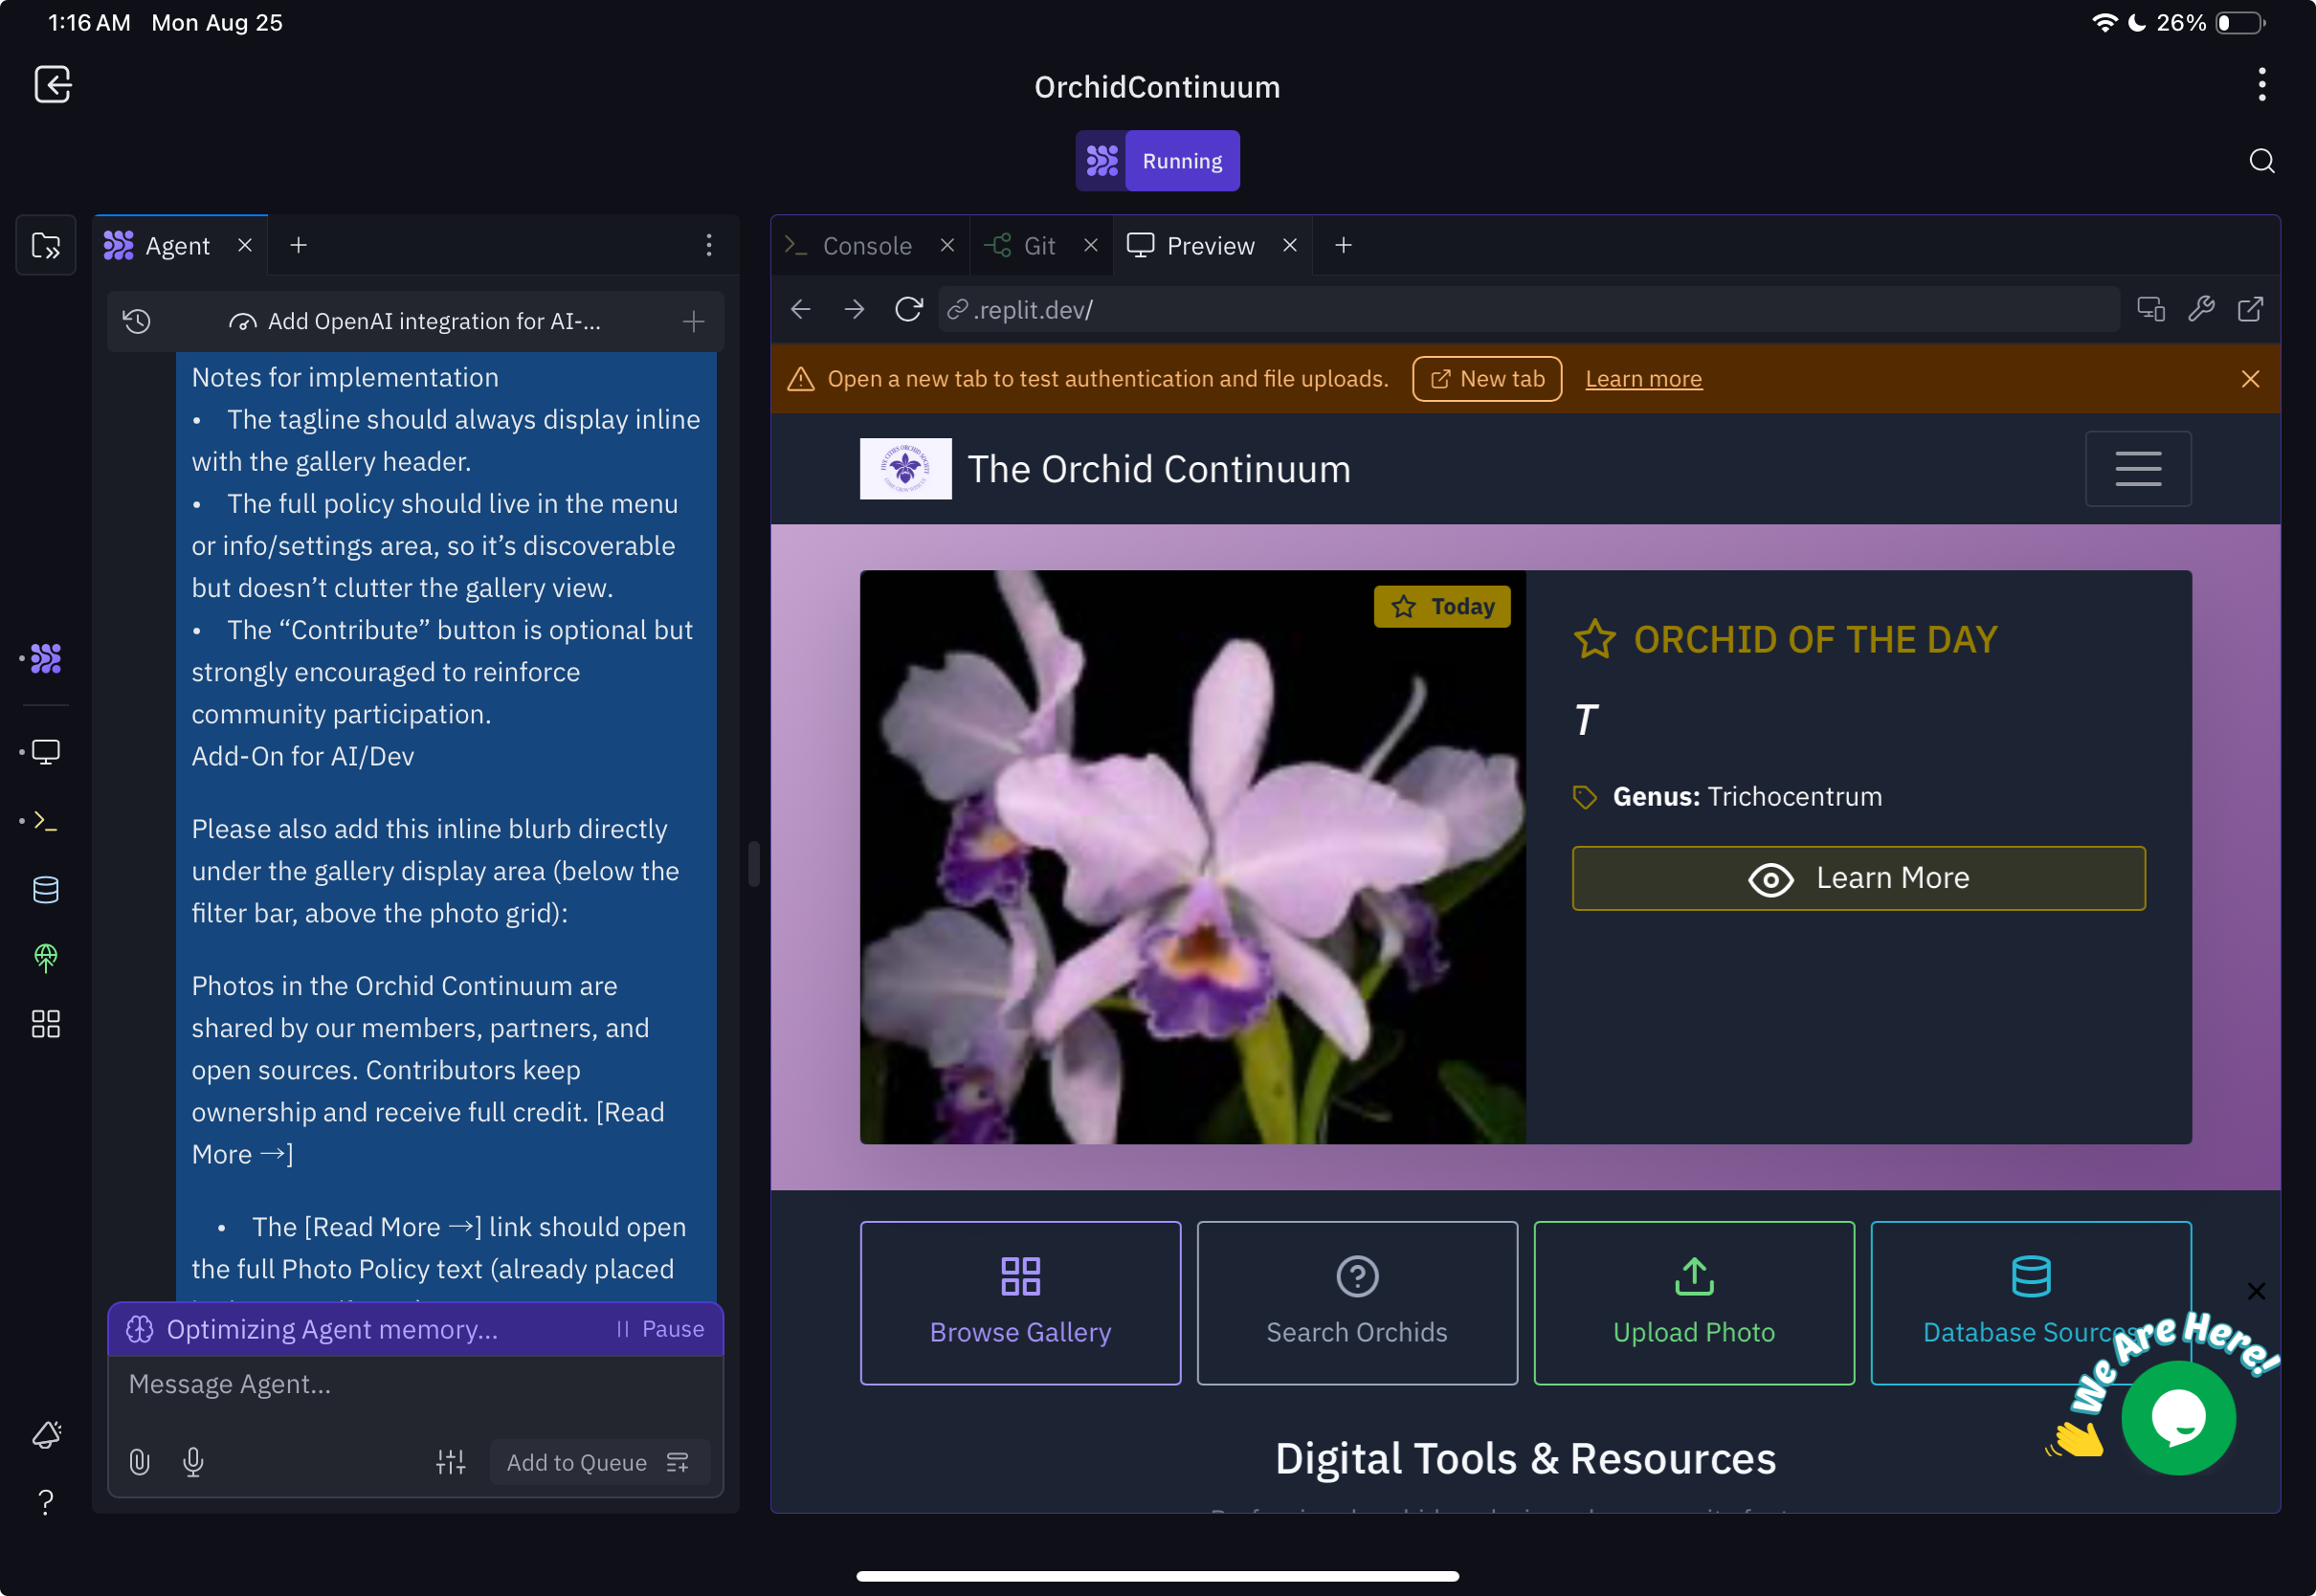 1:16 AM Mon Aug 25
26%
OrchidContinuum
Running
Agent
Add OpenAI integration for AI-...
Notes for implementation
• The tagline should always display inline
with the gallery header.
• The full policy should live in the menu
or info/settings area, so it’s discoverable
but doesn’t clutter the gallery view.
• The “Contribute” button is optional but
strongly encouraged to reinforce
community participation.
Add-On for AI/Dev
Please also add this inline blurb directly
under the gallery display area (below the
filter bar, above the photo grid):
Photos in the Orchid Continuum are
shared by our members, partners, and
open sources. Contributors keep
ownership and receive full credit. [Read
More →]
• The [Read More →] link should open
the full Photo Policy text (already placed
Optimizing Agent memory...
Pause
Message Agent...
Add to Queue
Console
Git
Preview
.replit.dev/
Open a new tab to test authentication and file uploads.
New tab
Learn more
FIVE CITIES ORCHID SOCIETY
The Orchid Continuum
Today
ORCHID OF THE DAY
T
Genus: Trichocentrum
Learn More
Browse Gallery
Search Orchids
Upload Photo
Database Sources
We Are Here!
Digital Tools & Resources